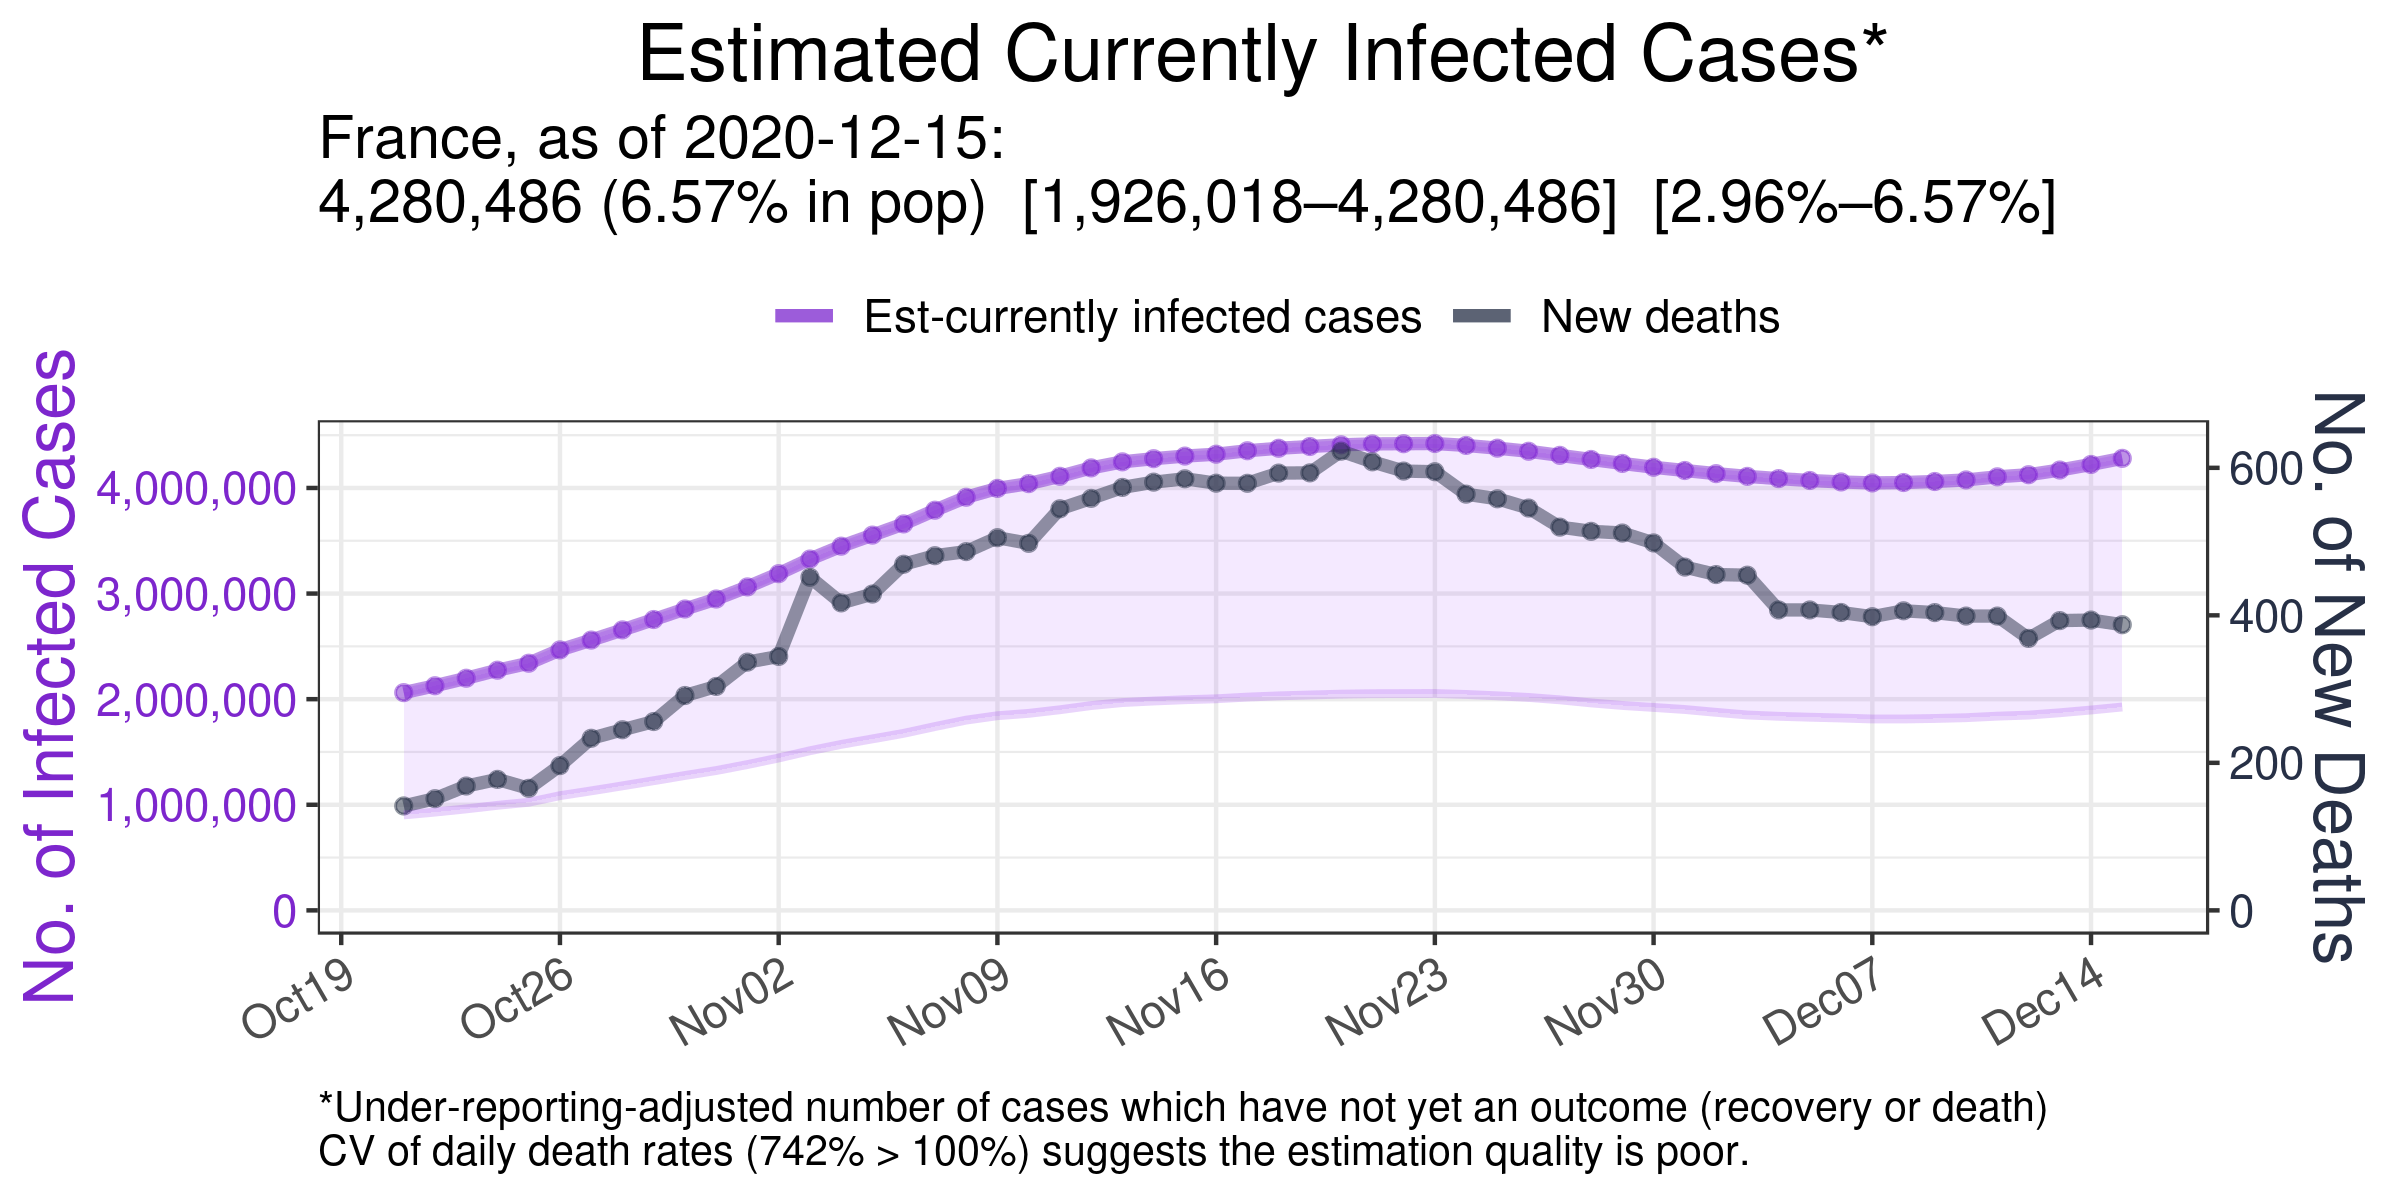 Estimated Currently Infected Cases*
France, as of 2020-12-15:
4,280,486 (6.57% in pop)  [1,926,018–4,280,486]  [2.96%–6.57%]
Est-currently infected cases
New deaths
No. of Infected Cases
4,000,000
3,000,000
2,000,000
1,000,000
0
No. of New Deaths
600
400
200
0
Oct19
Oct26
Nov02
Nov09
Nov16
Nov23
Nov30
Dec07
Dec14
*Under-reporting-adjusted number of cases which have not yet an outcome (recovery or death)
CV of daily death rates (742% > 100%) suggests the estimation quality is poor.